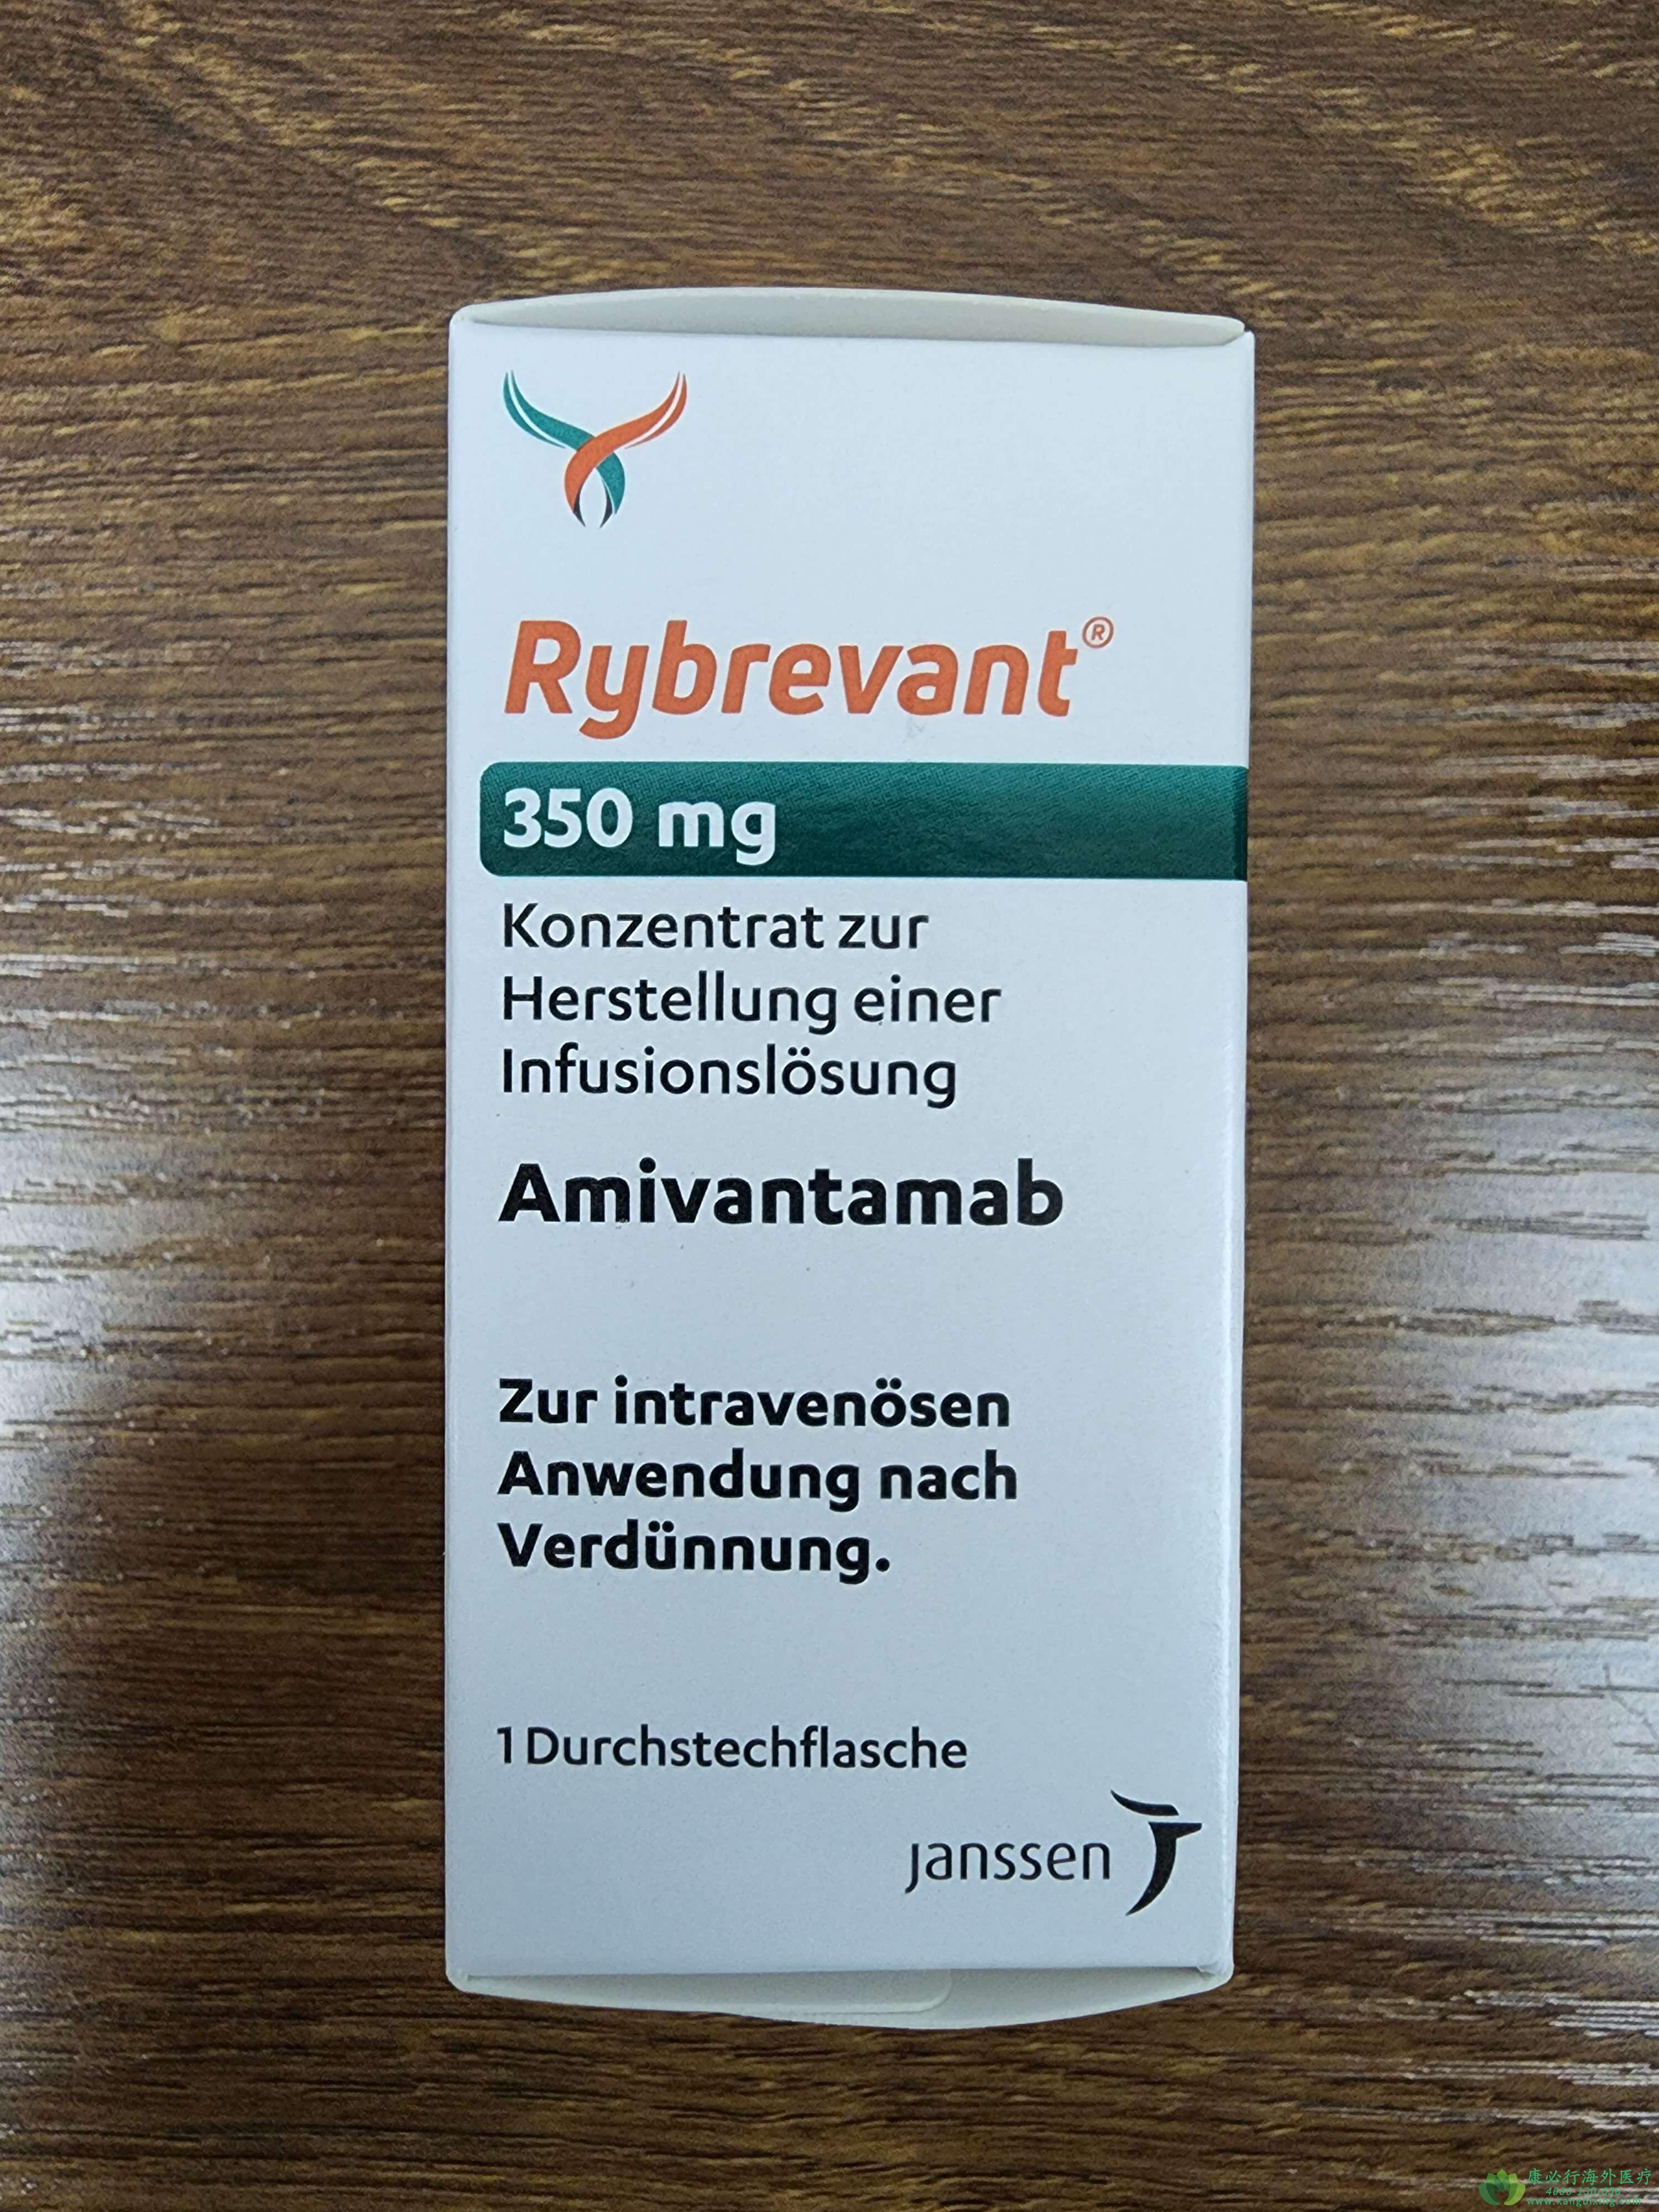 Rybrevant®
350 mg
Konzentrat zur
Herstellung einer
Infusionslösung
Amivantamab
Zur intravenösen
Anwendung nach
Verdünnung.
1 Durchstechflasche
janssen
康必行海外医疗